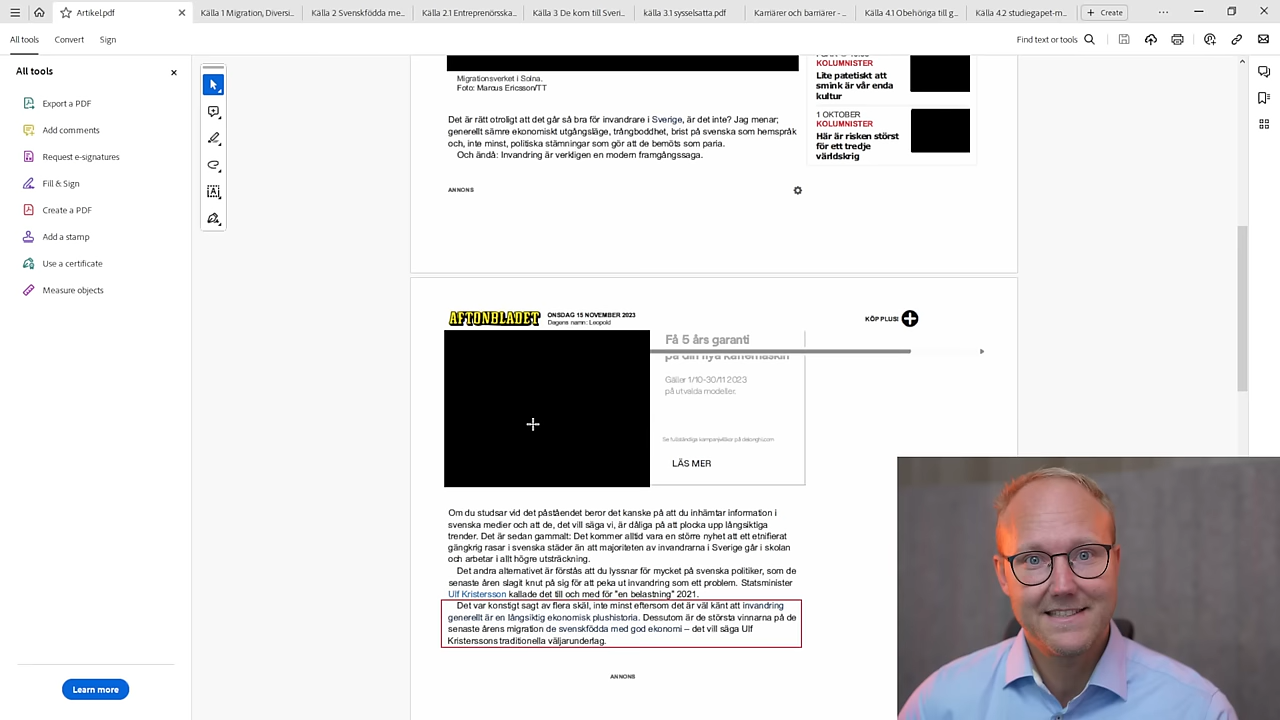 Artikel.pdf
Källa 1 Migration, Diversi...
Källa 2 Svenskfödda me...
Källa 2.1 Entreprenörsska...
Källa 3 De kom till Sveri...
källa 3.1 sysselsatta.pdf
Karriärer och barriärer - ...
Källa 4.1 Obehöriga till g...
Källa 4.2 studiegapet-m...
Create
All tools
Convert
Sign
Find text or tools
All tools
Export a PDF
Add comments
Request e-signatures
Fill & Sign
Create a PDF
Add a stamp
Use a certificate
Measure objects
Learn more
Migrationsverket i Solna.
Foto: Marcus Ericsson/TT
Det är rätt otroligt att det går så bra för invandrare i Sverige, är det inte? Jag menar;
generellt sämre ekonomiskt utgångsläge, trångboddhet, brist på svenska som hemspråk
och, inte minst, politiska stämningar som gör att de bemöts som paria.
Och ändå: Invandring är verkligen en modern framgångssaga.
ANNONS
KOLUMNISTER
Lite patetiskt att
smink är vår enda
kultur
1 OKTOBER
KOLUMNISTER
Här är risken störst
för ett tredje
världskrig
AFTONBLADET
ONSDAG 15 NOVEMBER 2023
Dagens namn: Leopold
KÖP PLUS!
Få 5 års garanti
på din nya kaffemaskin
Gäller 1/10-30/11 2023
på utvalda modeller.
Se fullständiga kampanjvillkor på delonghi.com
LÄS MER
Om du studsar vid det påståendet beror det kanske på att du inhämtar information i
svenska medier och att de, det vill säga vi, är dåliga på att plocka upp långsiktiga
trender. Det är sedan gammalt: Det kommer alltid vara en större nyhet att ett etnifierat
gängkrig rasar i svenska städer än att majoriteten av invandrarna i Sverige går i skolan
och arbetar i allt högre utsträckning.
Det andra alternativet är förstås att du lyssnar för mycket på svenska politiker, som de
senaste åren slagit knut på sig för att peka ut invandring som ett problem. Statsminister
Ulf Kristersson kallade det till och med för "en belastning" 2021.
Det var konstigt sagt av flera skäl, inte minst eftersom det är väl känt att invandring
generellt är en långsiktig ekonomisk plushistoria. Dessutom är de största vinnarna på de
senaste årens migration de svenskfödda med god ekonomi – det vill säga Ulf
Kristerssons traditionella väljarunderlag.
ANNONS